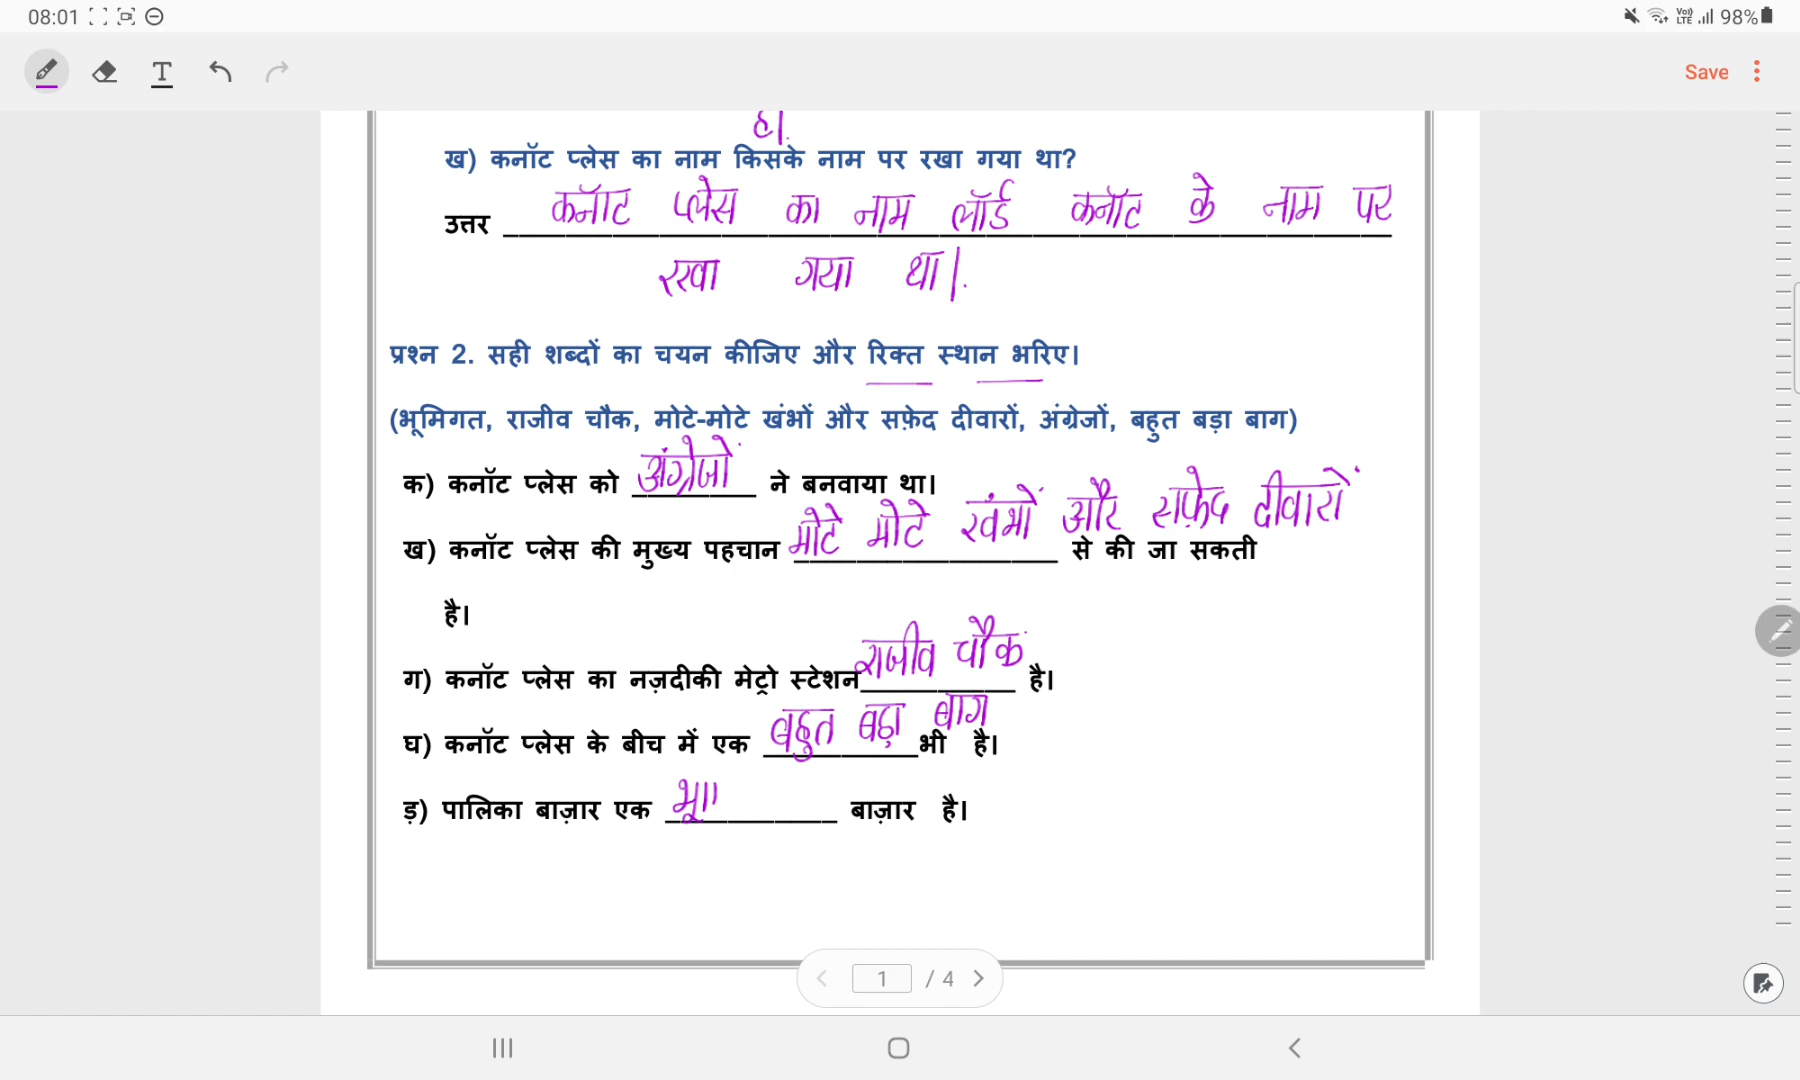 08:01 98%
Save
है।
ख) कनॉट प्लेस का नाम किसके नाम पर रखा गया था?
उत्तर कनॉट प्लेस का नाम लॉर्ड कनॉट के नाम पर
रखा गया था।
प्रश्न 2. सही शब्दों का चयन कीजिए और रिक्त स्थान भरिए।
(भूमिगत, राजीव चौक, मोटे-मोटे खंभों और सफ़ेद दीवारों, अंग्रेजों, बहुत बड़ा बाग)
क) कनॉट प्लेस को अंग्रेजों ने बनवाया था।
ख) कनॉट प्लेस की मुख्य पहचान मोटे मोटे खंभों और सफ़ेद दीवारों से की जा सकती
है।
ग) कनॉट प्लेस का नज़दीकी मेट्रो स्टेशन राजीव चौक है।
घ) कनॉट प्लेस के बीच में एक बहुत बड़ा बाग भी है।
ड़) पालिका बाज़ार एक भू बाज़ार है।
1 / 4